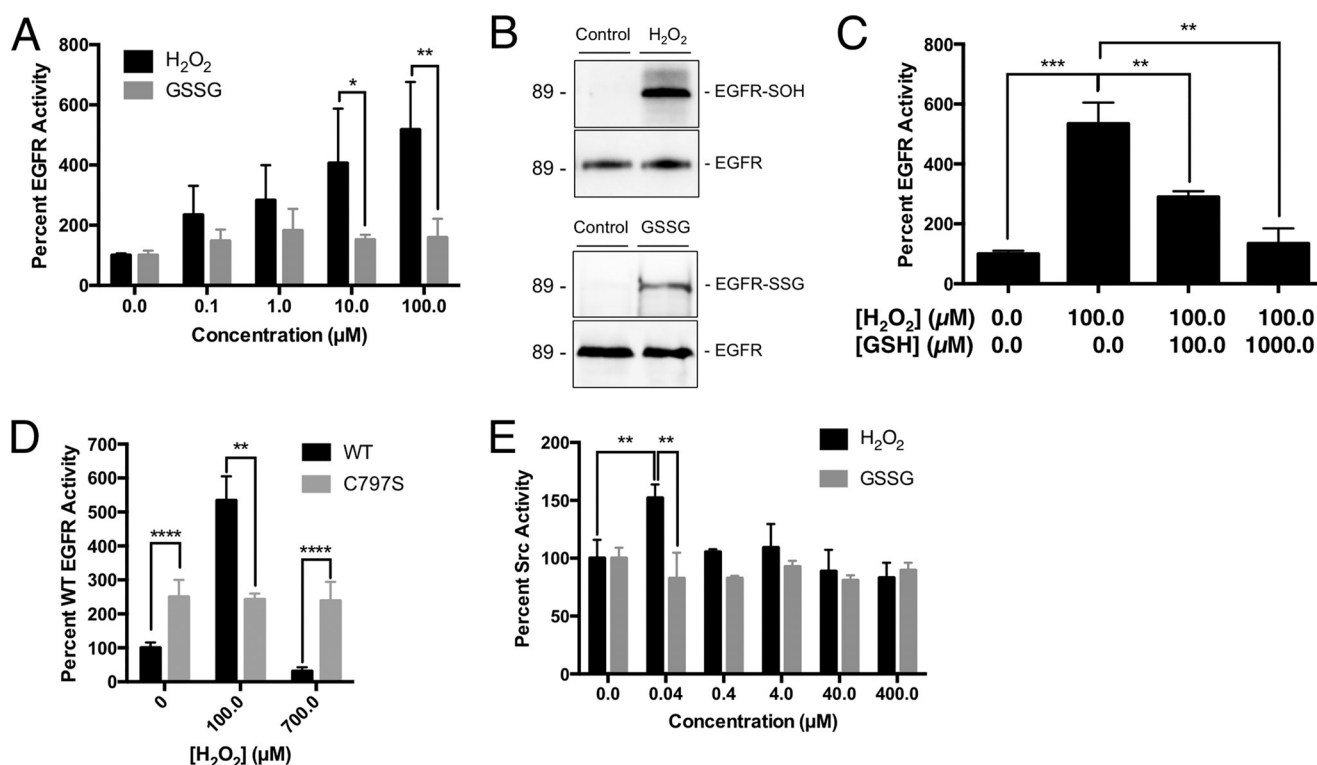 A
Percent EGFR Activity
800
600
400
200
0
H₂O₂
GSSG
*
**
0.0 0.1 1.0 10.0 100.0
Concentration (µM)
B
Control H₂O₂
89 - - EGFR-SOH
89 - - EGFR
Control GSSG
89 - - EGFR-SSG
89 - - EGFR
C
Percent EGFR Activity
800
600
400
200
0
**
*** **
[H₂O₂] (µM) 0.0 100.0 100.0 100.0
[GSH] (µM) 0.0 0.0 100.0 1000.0
D
Percent WT EGFR Activity
700
600
500
400
300
200
100
0
WT
C797S
****
**
****
0 100.0 700.0
[H₂O₂] (µM)
E
Percent Src Activity
200
150
100
50
0
H₂O₂
GSSG
** **
0.0 0.04 0.4 4.0 40.0 400.0
Concentration (µM)